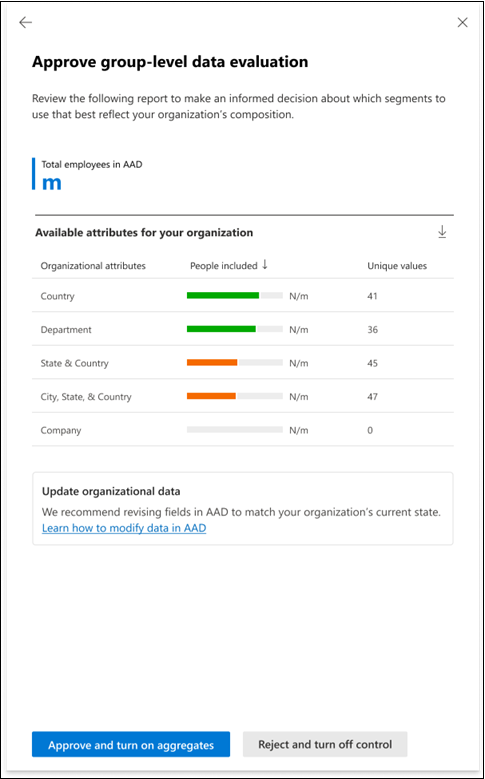 Approve group-level data evaluation
Review the following report to make an informed decision about which segments to
use that best reflect your organization's composition.
Total employees in AAD
m
Available attributes for your organization
Organizational attributes People included ↓ Unique values
Country N/m 41
Department N/m 36
State & Country N/m 45
City, State, & Country N/m 47
Company N/m 0
Update organizational data
We recommend revising fields in AAD to match your organization's current state.
Learn how to modify data in AAD
Approve and turn on aggregates Reject and turn off control